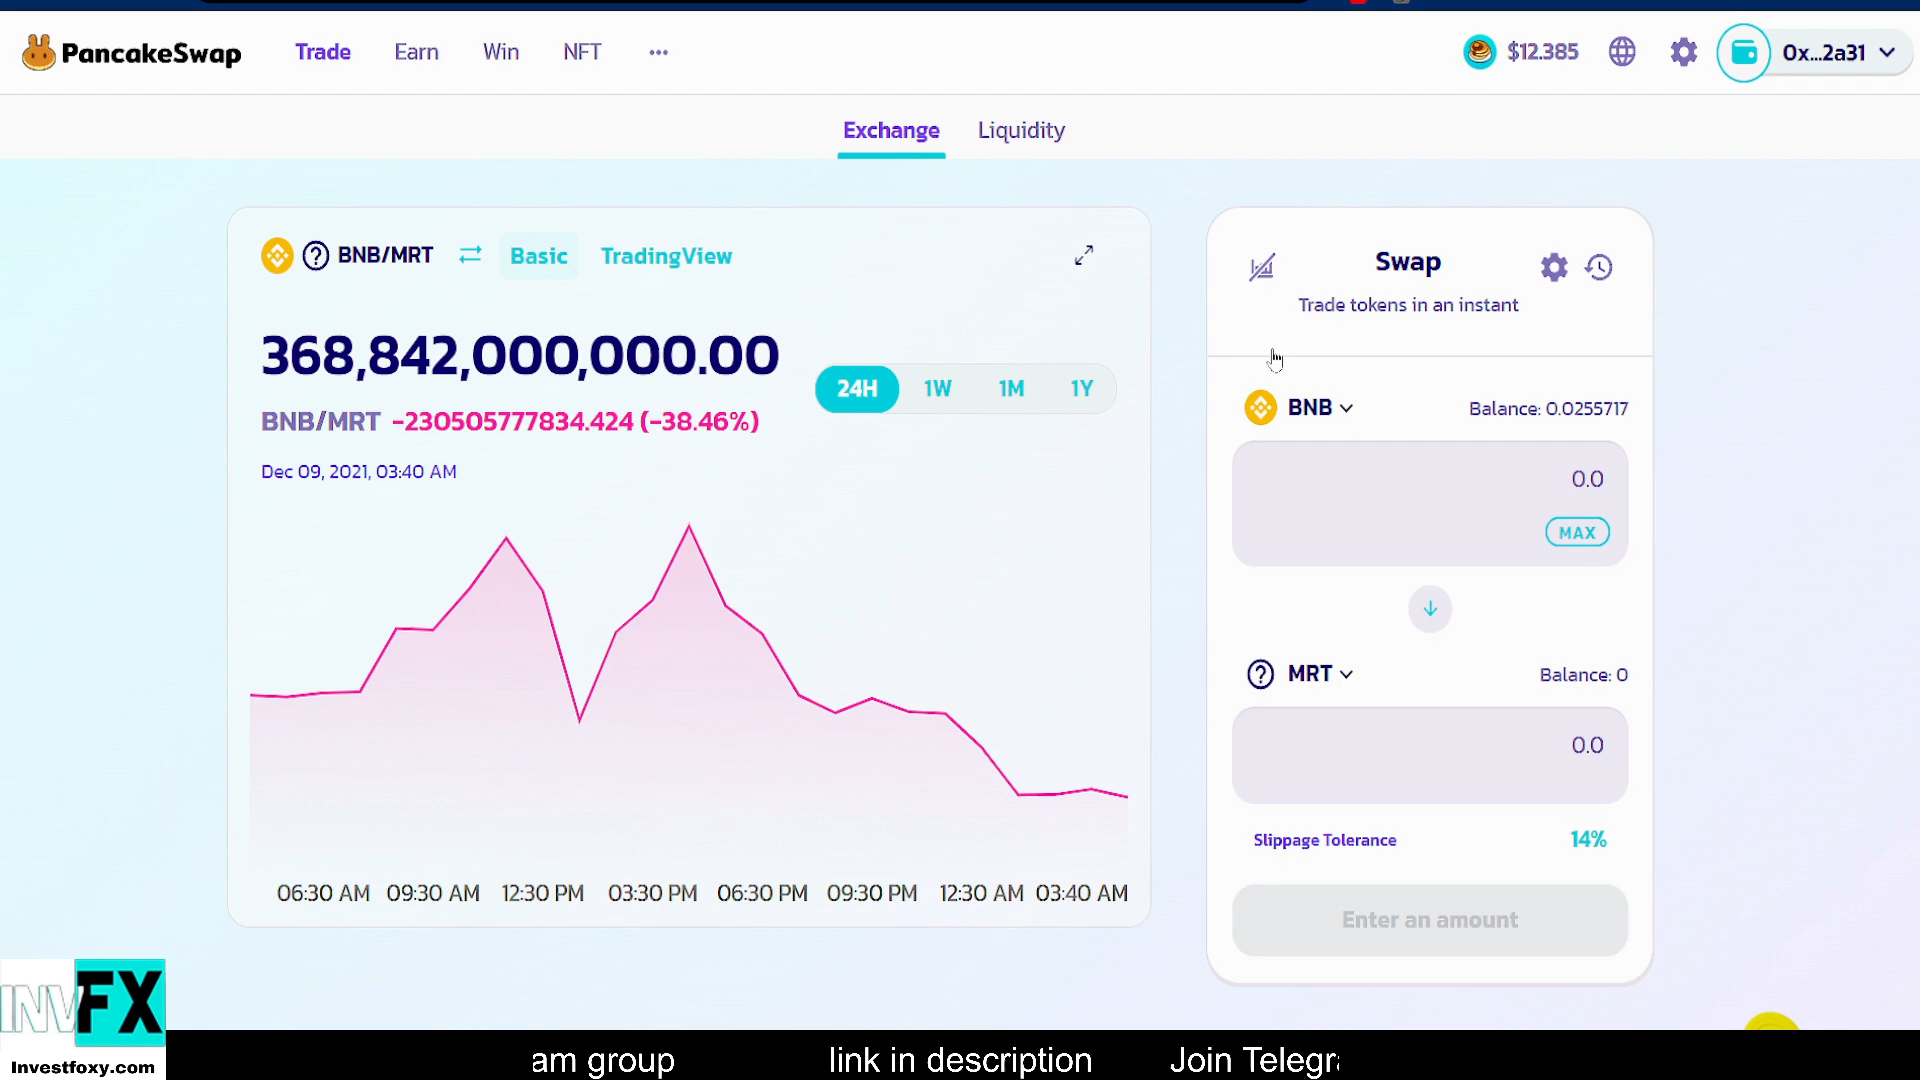 PancakeSwap
Trade Earn Win NFT ...
$12.385
0x...2a31
Exchange Liquidity
BNB/MRT Basic TradingView
368,842,000,000.00
BNB/MRT -230505777834.424 (-38.46%)
Dec 09, 2021, 03:40 AM
24H 1W 1M 1Y
06:30 AM 09:30 AM 12:30 PM 03:30 PM 06:30 PM 09:30 PM 12:30 AM 03:40 AM
Swap
Trade tokens in an instant
BNB Balance: 0.0255717
0.0
MAX
MRT Balance: 0
0.0
Slippage Tolerance 14%
Enter an amount
INVFX
Investfoxy.com
am group link in description Join Telegra